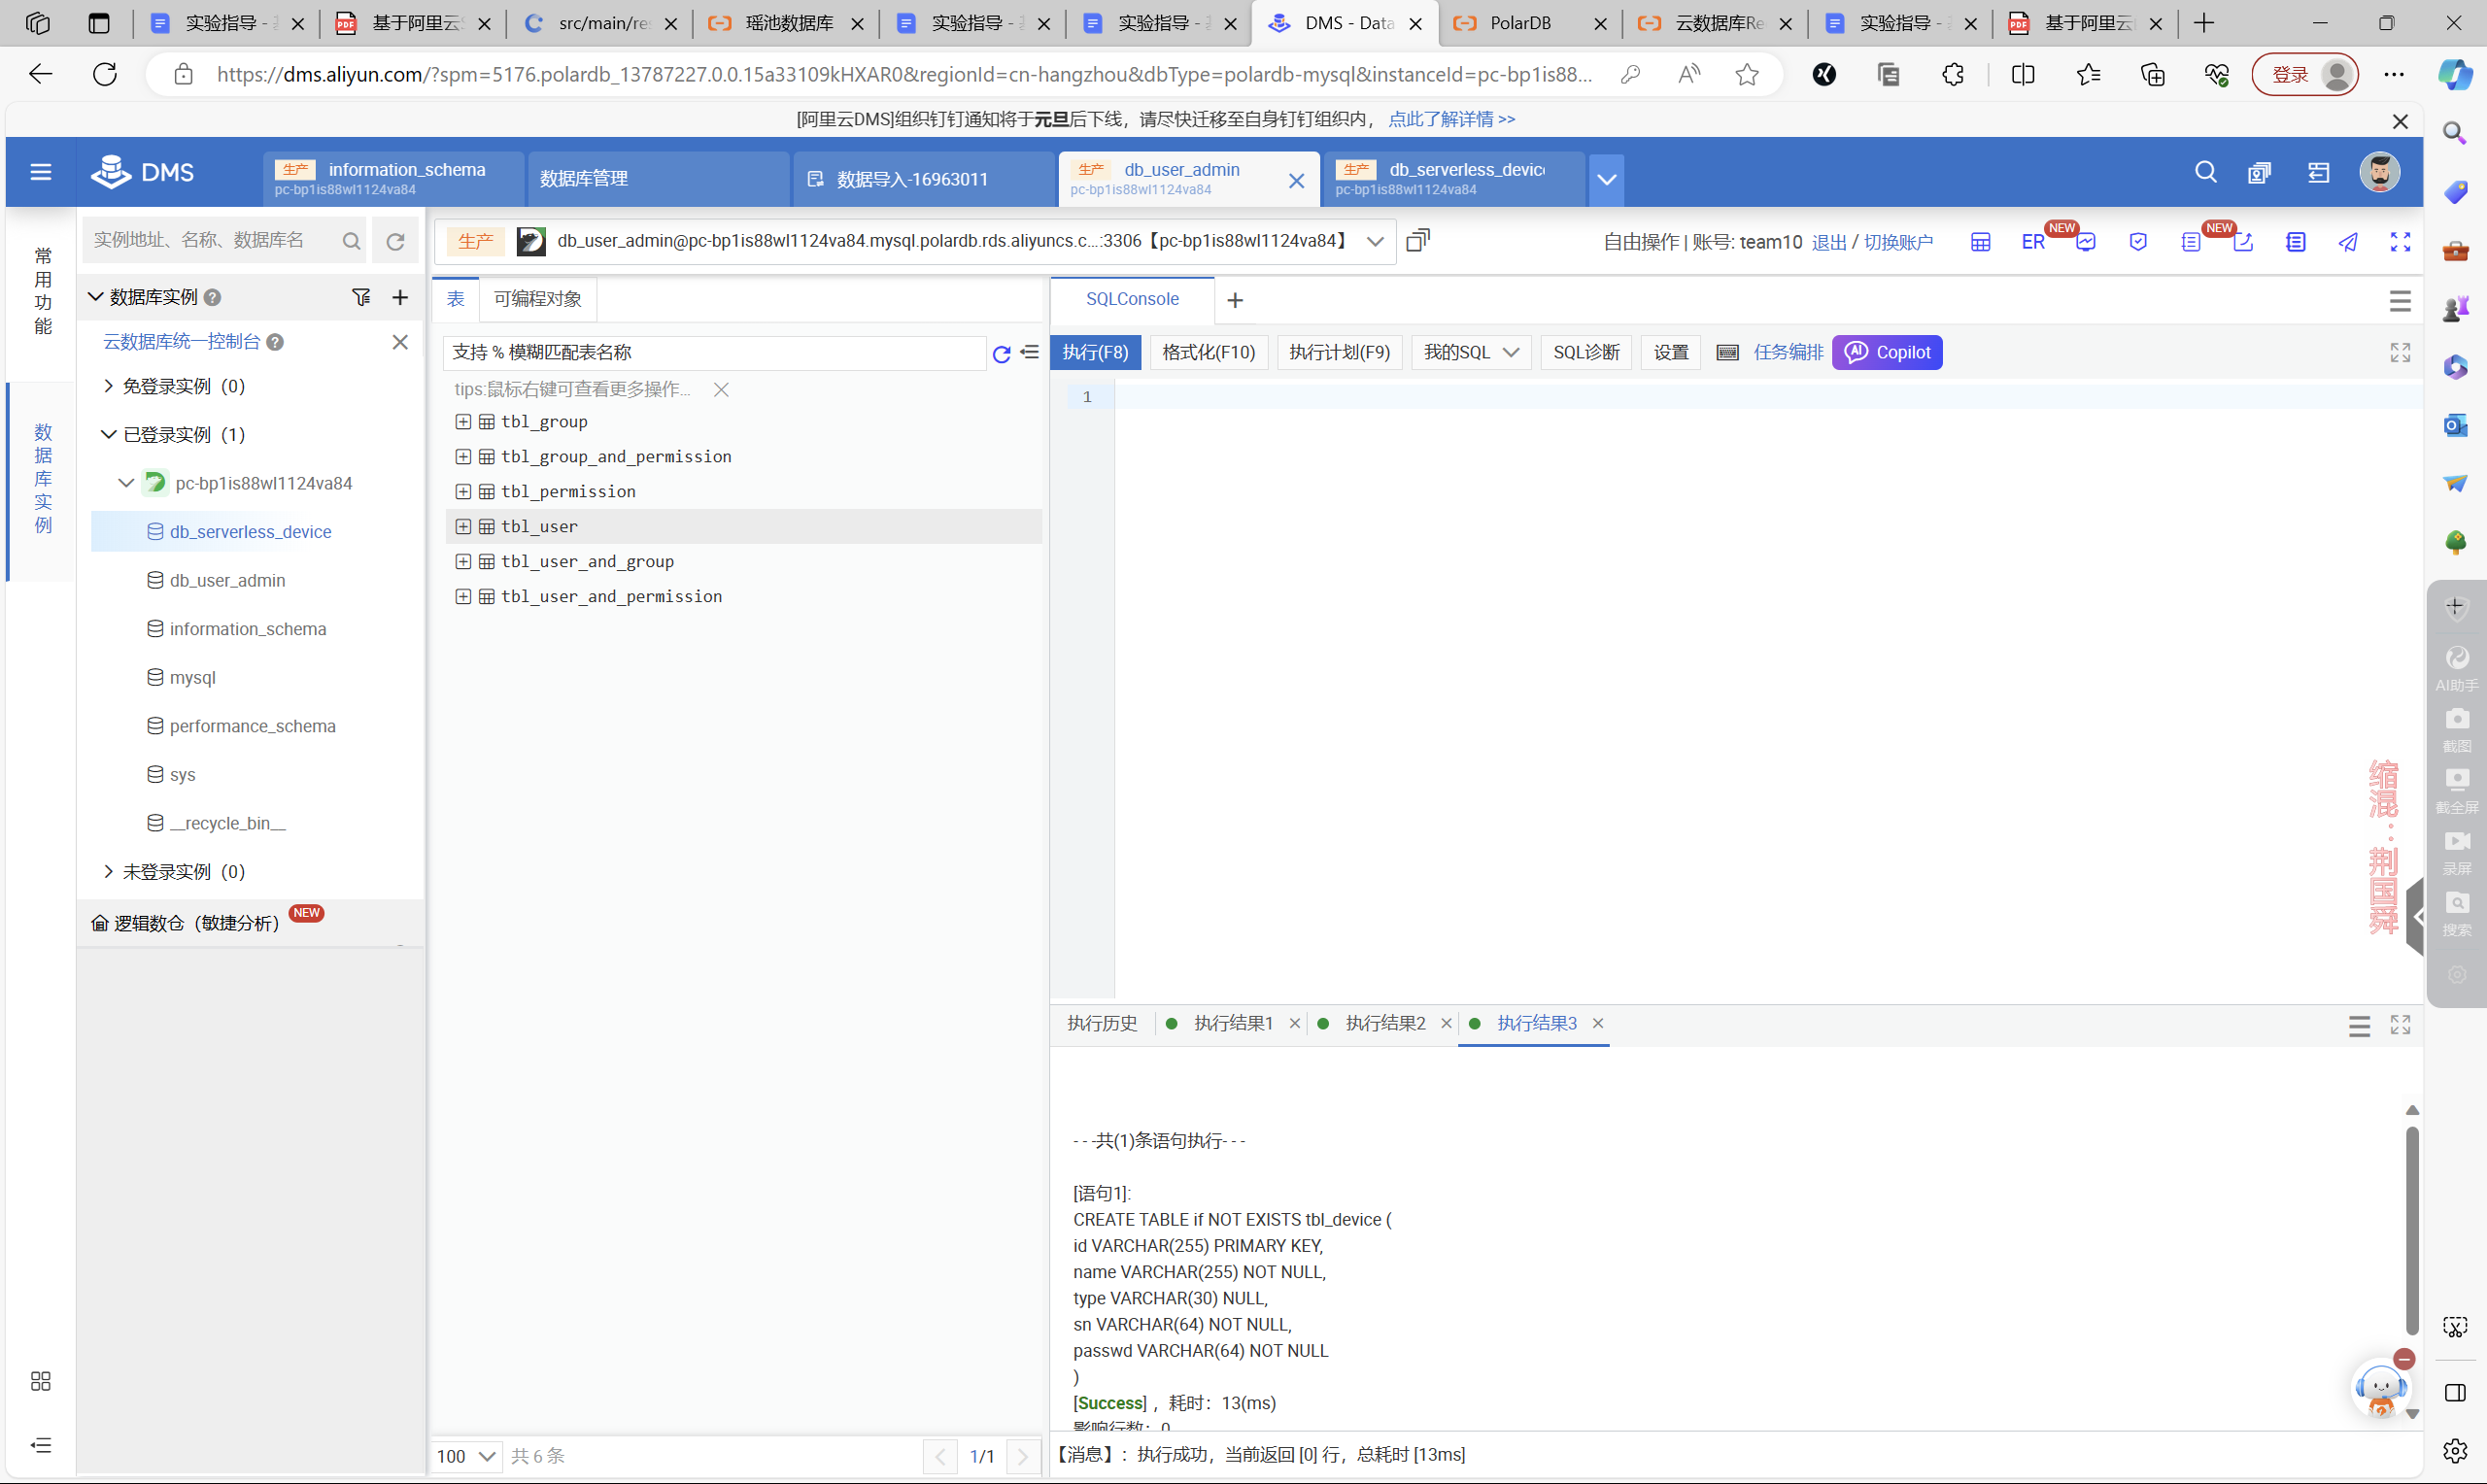 实验指导 -
基于阿里云S
src/main/re
瑶池数据库
实验指导 -
实验指导 -
DMS - Data
PolarDB
云数据库Re
实验指导 -
基于阿里云
https://dms.aliyun.com/?spm=5176.polardb_13787227.0.0.15a33109kHXAR0&regionId=cn-hangzhou&dbType=polardb-mysql&instanceId=pc-bp1is88...
登录
[阿里云DMS]组织钉钉通知将于元旦后下线，请尽快迁移至自身钉钉组织内， 点此了解详情 >>
DMS
生产 information_schema
pc-bp1is88wl1124va84
数据库管理
数据导入-16963011
生产 db_user_admin
pc-bp1is88wl1124va84
生产 db_serverless_device
pc-bp1is88wl1124va84
常用功能
数据库实例
实例地址、名称、数据库名
生产 db_user_admin@pc-bp1is88wl1124va84.mysql.polardb.rds.aliyuncs.c...:3306【pc-bp1is88wl1124va84】
自由操作 | 账号: team10 退出 / 切换账户
ER NEW NEW
数据库实例
云数据库统一控制台
免登录实例（0）
已登录实例（1）
pc-bp1is88wl1124va84
db_serverless_device
db_user_admin
information_schema
mysql
performance_schema
sys
__recycle_bin__
未登录实例（0）
逻辑数仓（敏捷分析） NEW
表 可编程对象
支持 % 模糊匹配表名称
tips:鼠标右键可查看更多操作...
tbl_group
tbl_group_and_permission
tbl_permission
tbl_user
tbl_user_and_group
tbl_user_and_permission
100 共 6 条 1/1
SQLConsole
执行(F8) 格式化(F10) 执行计划(F9) 我的SQL SQL诊断 设置 任务编排 AI Copilot
1
缩混：荆国舜
AI助手
截图
截全屏
录屏
搜索
执行历史 执行结果1 执行结果2 执行结果3
---共(1)条语句执行---
[语句1]:
CREATE TABLE if NOT EXISTS tbl_device (
id VARCHAR(255) PRIMARY KEY,
name VARCHAR(255) NOT NULL,
type VARCHAR(30) NULL,
sn VARCHAR(64) NOT NULL,
passwd VARCHAR(64) NOT NULL
)
[Success]，耗时：13(ms)
影响行数：0
【消息】：执行成功，当前返回 [0] 行，总耗时 [13ms]